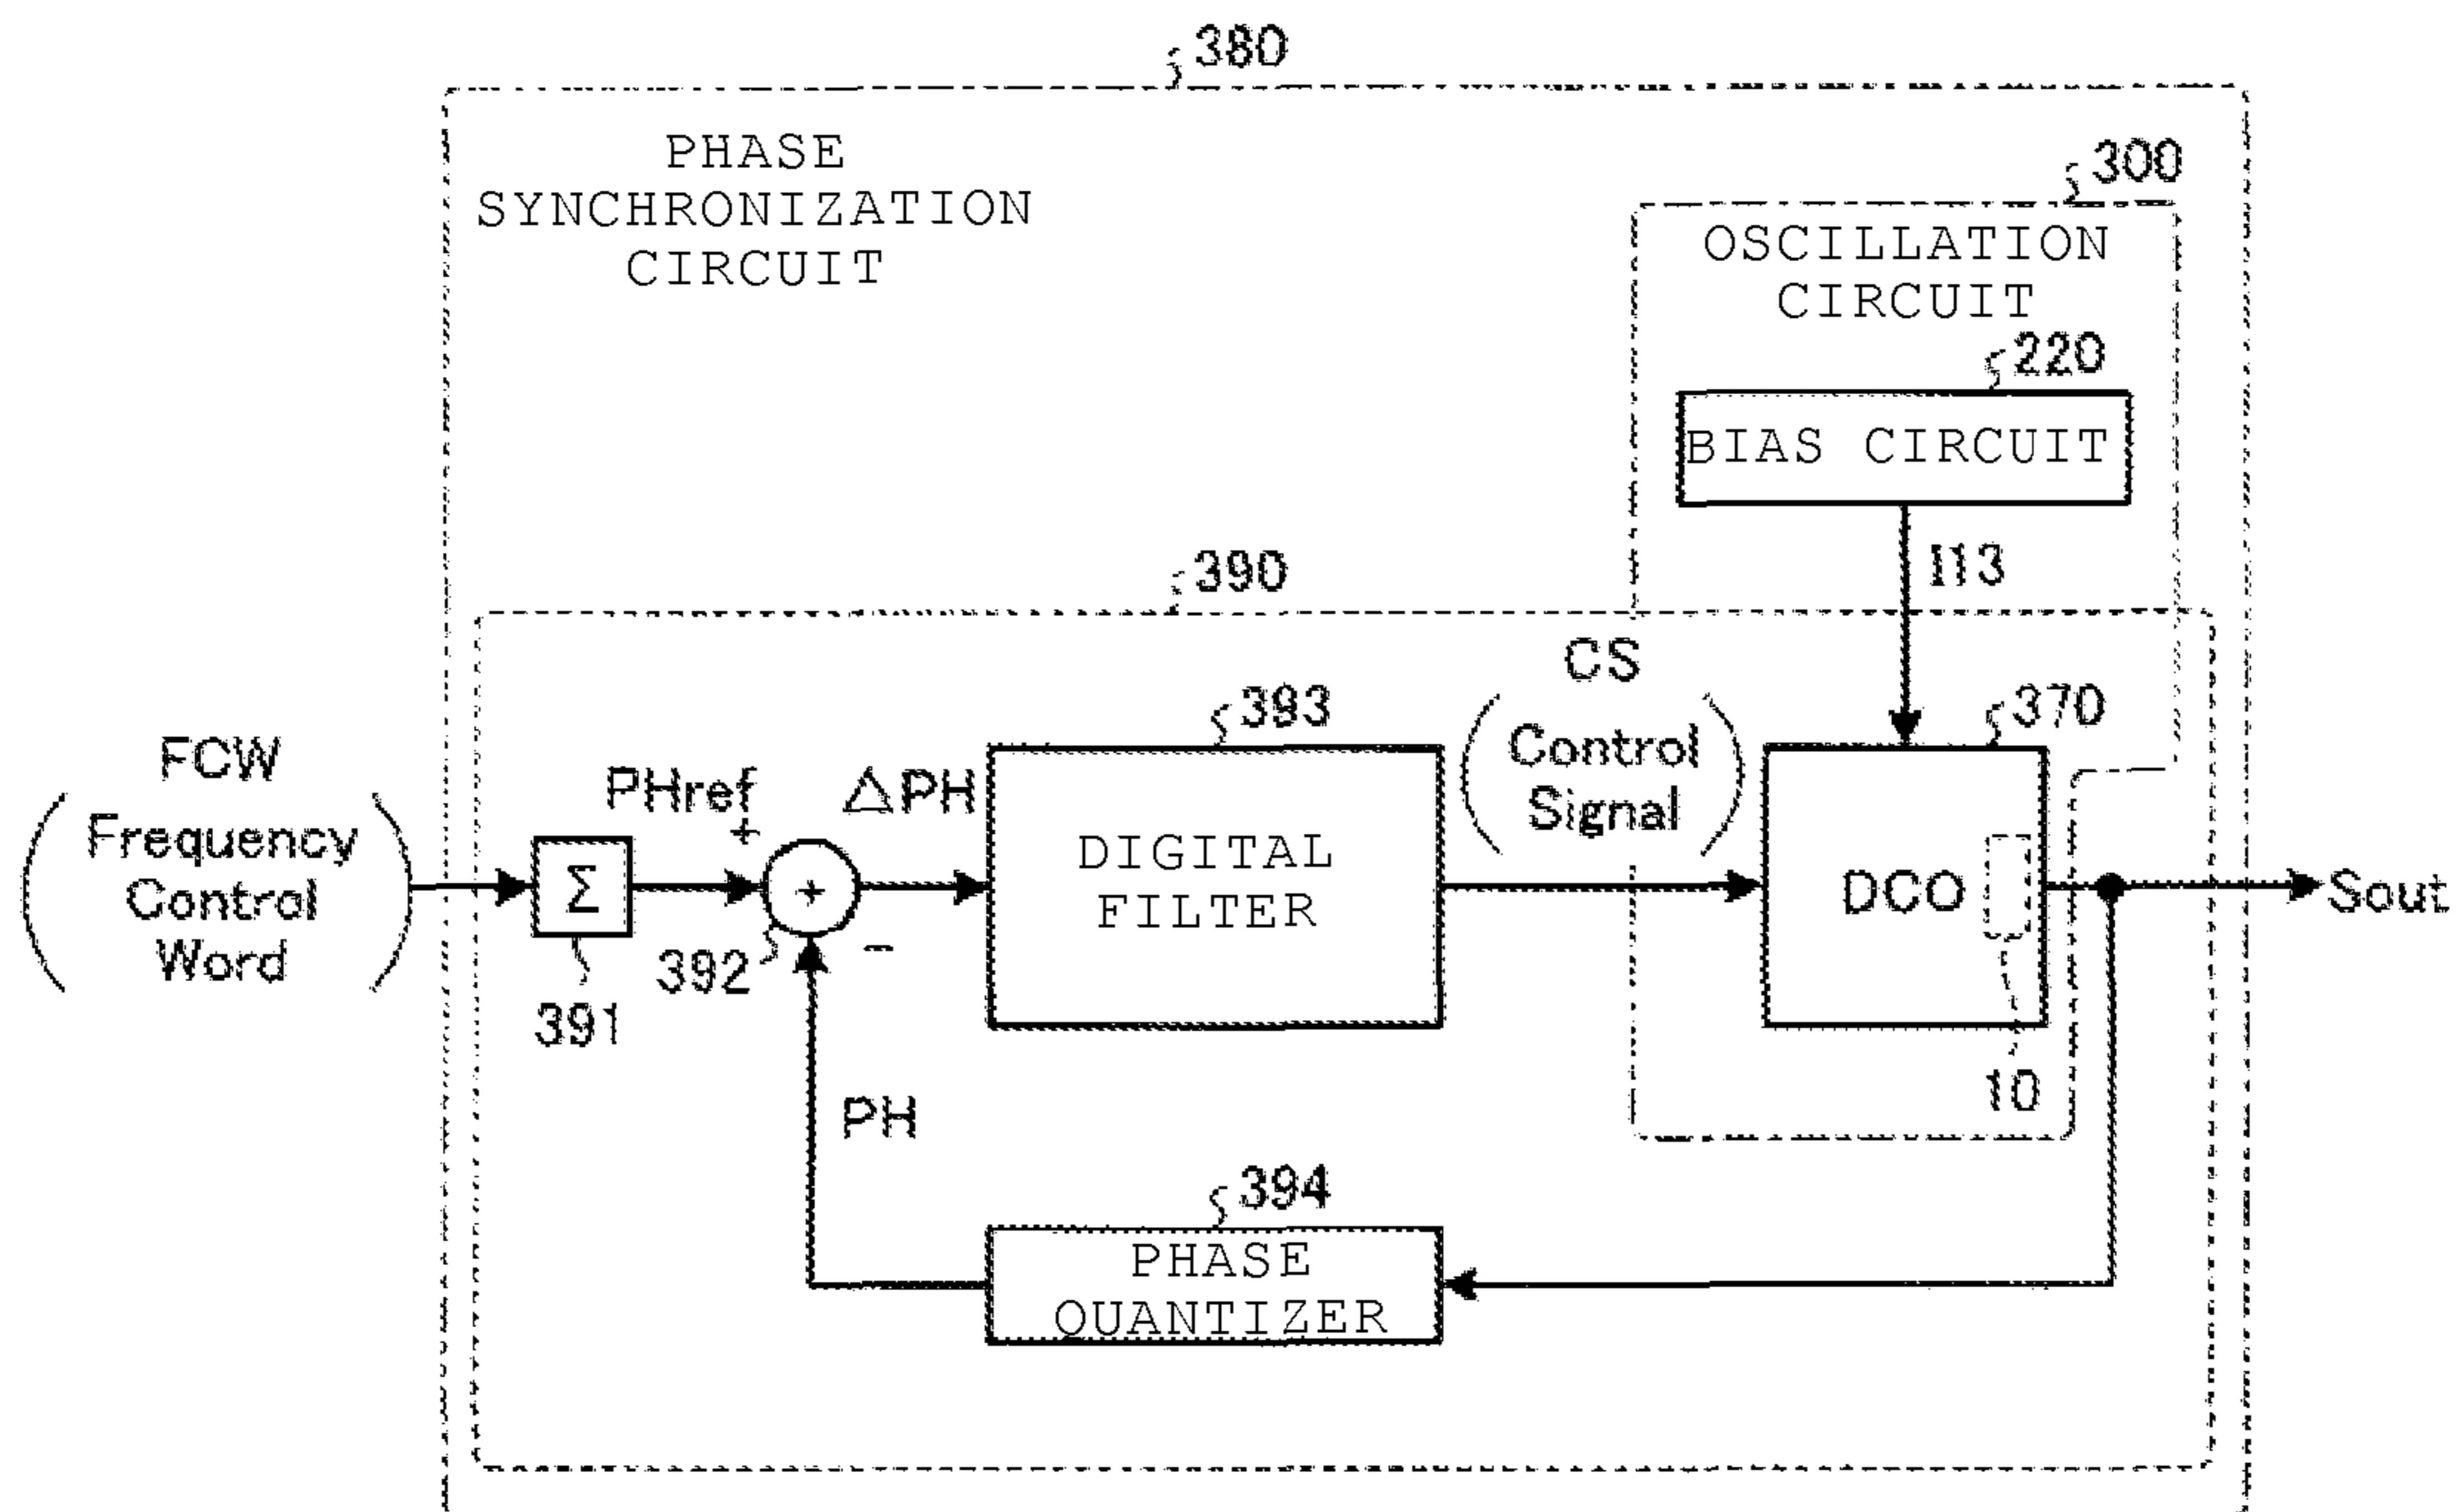 380
PHASE
SYNCHRONIZATION
CIRCUIT
300
OSCILLATION
CIRCUIT
220
BIAS CIRCUIT
I13
390
CS
Control
Signal
393
370
FCW
Frequency
Control
Word
PHref
+
ΔPH
Σ
+
DIGITAL
FILTER
DCO
Sout
392
-
391
10
PH
394
PHASE
QUANTIZER